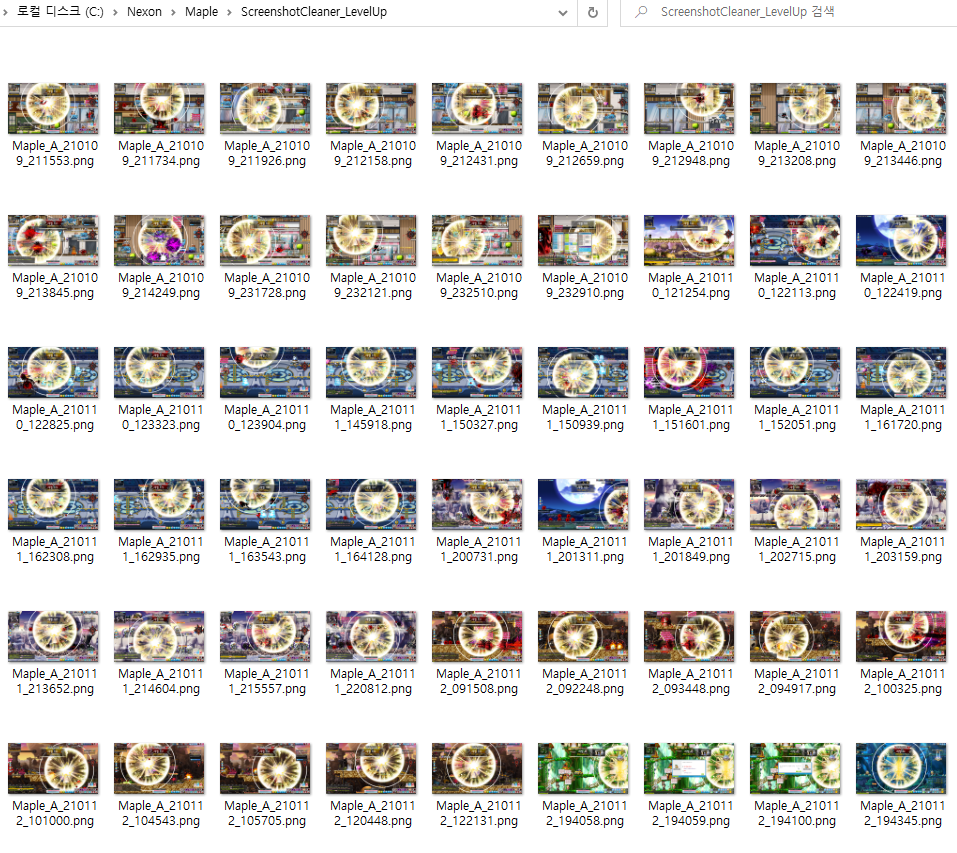 로컬 디스크 (C:) › Nexon › Maple › ScreenshotCleaner_LevelUp
ScreenshotCleaner_LevelUp 검색
Maple_A_210109_211553.png
Maple_A_210109_211734.png
Maple_A_210109_211926.png
Maple_A_210109_212158.png
Maple_A_210109_212431.png
Maple_A_210109_212659.png
Maple_A_210109_212948.png
Maple_A_210109_213208.png
Maple_A_210109_213446.png
Maple_A_210109_213845.png
Maple_A_210109_214249.png
Maple_A_210109_231728.png
Maple_A_210109_232121.png
Maple_A_210109_232510.png
Maple_A_210109_232910.png
Maple_A_210110_121254.png
Maple_A_210110_122113.png
Maple_A_210110_122419.png
Maple_A_210110_122825.png
Maple_A_210110_123323.png
Maple_A_210110_123904.png
Maple_A_210111_145918.png
Maple_A_210111_150327.png
Maple_A_210111_150939.png
Maple_A_210111_151601.png
Maple_A_210111_152051.png
Maple_A_210111_161720.png
Maple_A_210111_162308.png
Maple_A_210111_162935.png
Maple_A_210111_163543.png
Maple_A_210111_164128.png
Maple_A_210111_200731.png
Maple_A_210111_201311.png
Maple_A_210111_201849.png
Maple_A_210111_202715.png
Maple_A_210111_203159.png
Maple_A_210111_213652.png
Maple_A_210111_214604.png
Maple_A_210111_215557.png
Maple_A_210111_220812.png
Maple_A_210112_091508.png
Maple_A_210112_092248.png
Maple_A_210112_093448.png
Maple_A_210112_094917.png
Maple_A_210112_100325.png
Maple_A_210112_101000.png
Maple_A_210112_104543.png
Maple_A_210112_105705.png
Maple_A_210112_120448.png
Maple_A_210112_122131.png
Maple_A_210112_194058.png
Maple_A_210112_194059.png
Maple_A_210112_194100.png
Maple_A_210112_194345.png